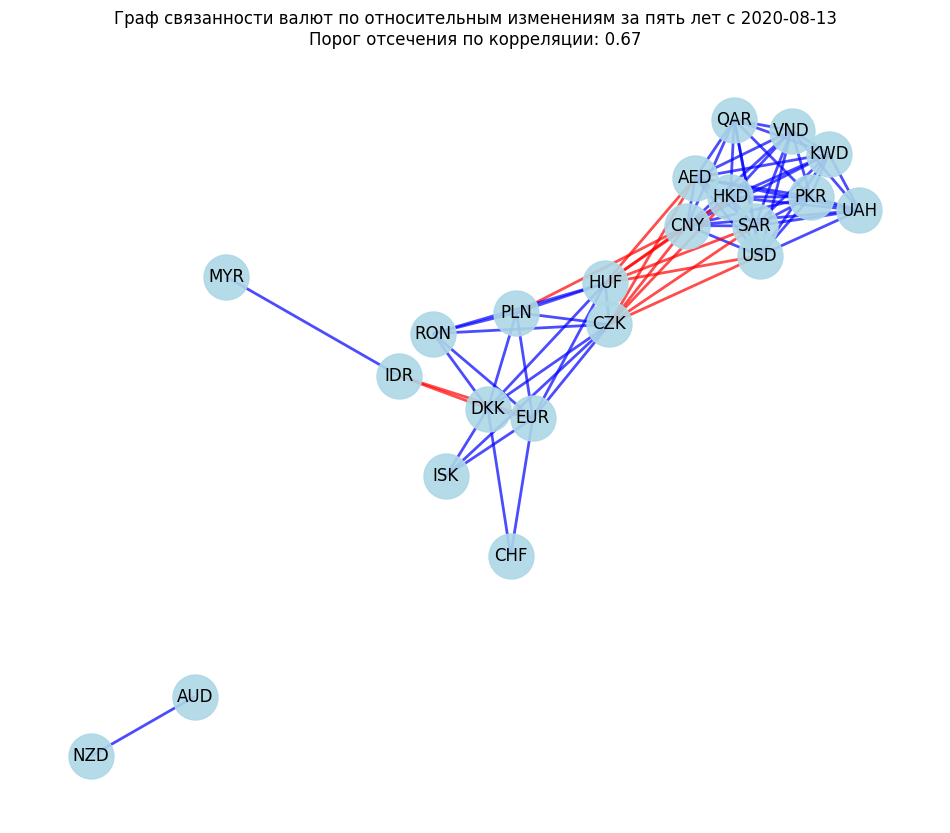 Граф связанности валют по относительным изменениям за пять лет с 2020-08-13
Порог отсечения по корреляции: 0.67
QAR
VND
KWD
AED
HKD
PKR
UAH
CNY
SAR
USD
MYR
HUF
PLN
CZK
RON
IDR
DKK
EUR
ISK
CHF
AUD
NZD